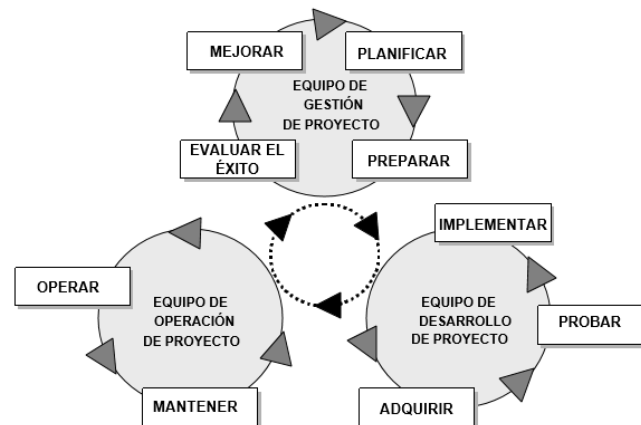 MEJORAR
PLANIFICAR
EQUIPO DE
GESTIÓN
DE PROYECTO
EVALUAR EL
ÉXITO
PREPARAR
IMPLEMENTAR
OPERAR
EQUIPO DE
OPERACIÓN
DE PROYECTO
EQUIPO DE
DESARROLLO
DE PROYECTO
PROBAR
MANTENER
ADQUIRIR